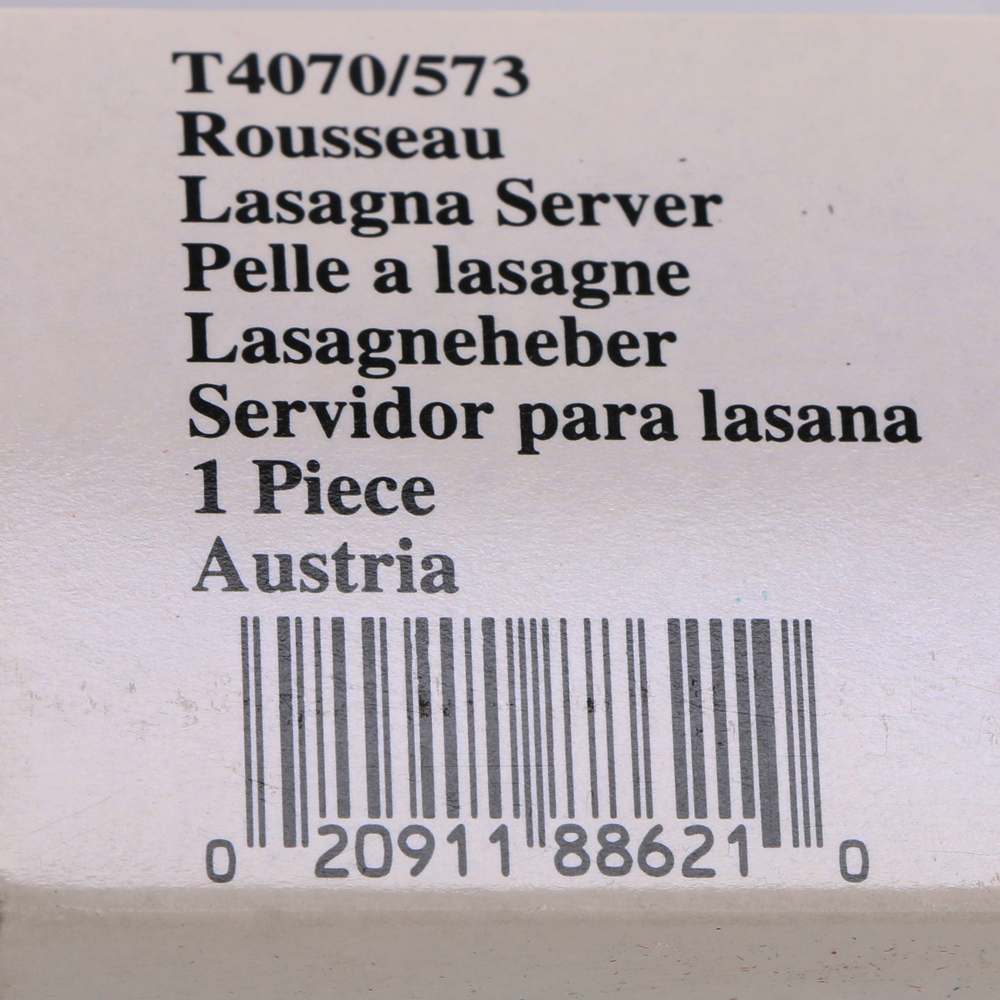 T4070/573
Rousseau
Lasagna Server
Pelle a lasagne
Lasagneheber
Servidor para lasana
1 Piece
Austria
0 20911 88621 0